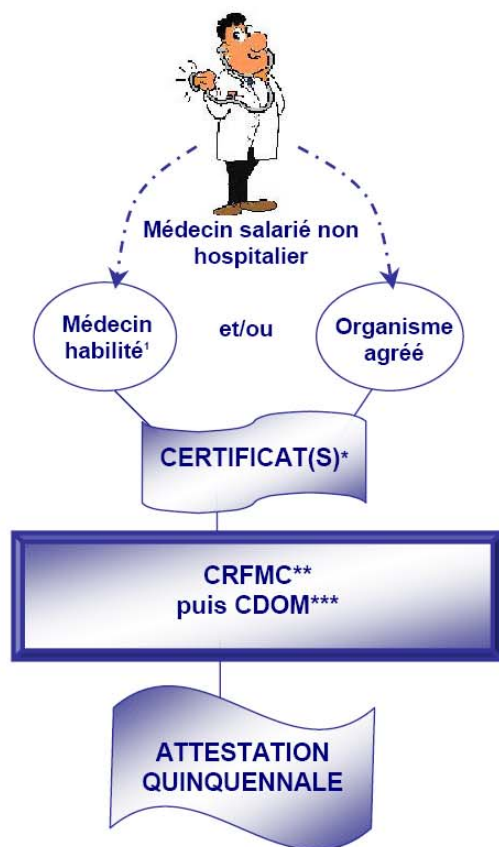 Médecin salarié non
hospitalier
Médecin
habilité¹
et/ou
Organisme
agréé
CERTIFICAT(S)*
CRFMC**
puis CDOM***
ATTESTATION
QUINQUENNALE